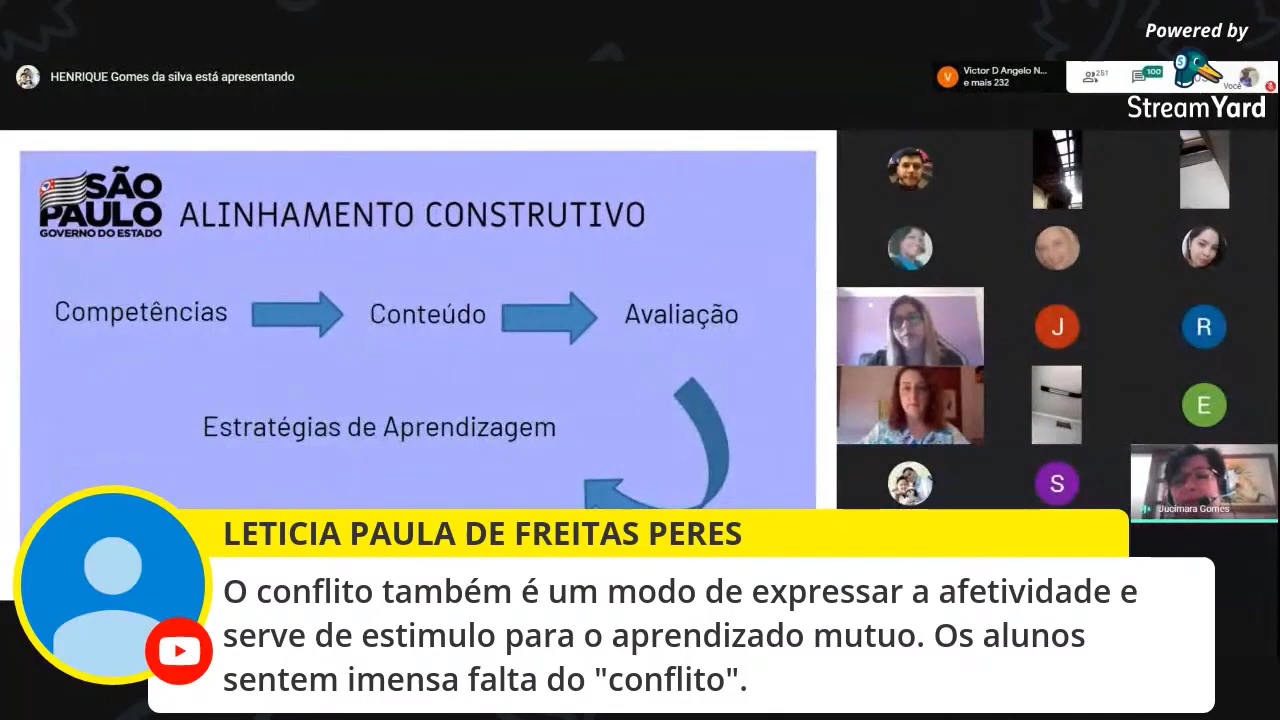 Powered by
StreamYard
HENRIQUE Gomes da silva está apresentando
V
Victor D Angelo N...
e mais 232
261
100
Você
SÃO
PAULO
GOVERNO DO ESTADO
ALINHAMENTO CONSTRUTIVO
Competências
Conteúdo
Avaliação
Estratégias de Aprendizagem
J
R
E
S
Jucimara Gomes
LETICIA PAULA DE FREITAS PERES
O conflito também é um modo de expressar a afetividade e
serve de estimulo para o aprendizado mutuo. Os alunos
sentem imensa falta do "conflito".